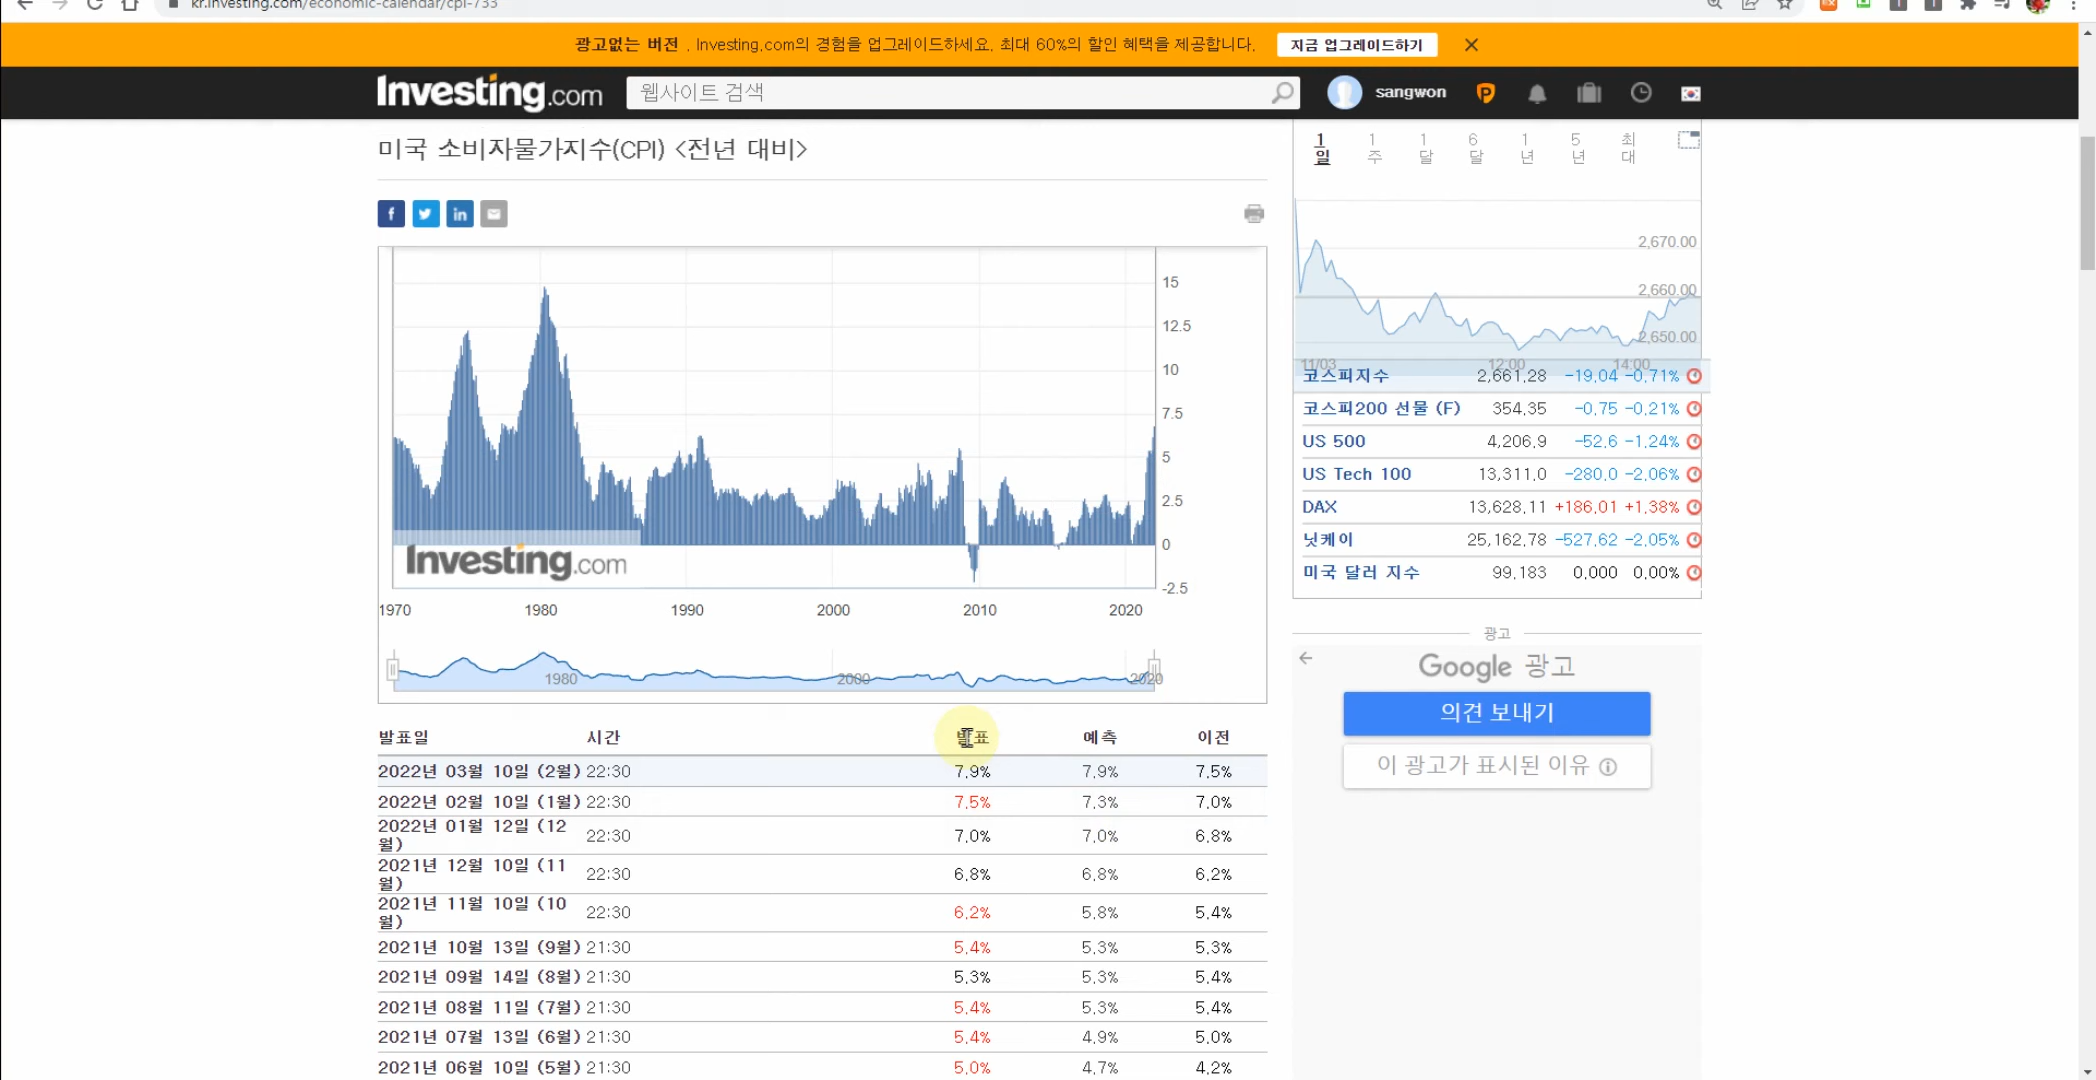 kr.investing.com/economic-calendar/cpi-733
광고없는 버전 . Investing.com의 경험을 업그레이드하세요. 최대 60%의 할인 혜택을 제공합니다.
지금 업그레이드하기
Investing.com
웹사이트 검색
sangwon
미국 소비자물가지수(CPI) <전년 대비>
15
12.5
10
7.5
5
2.5
0
-2.5
Investing.com
1970 1980 1990 2000 2010 2020
1980 2000 2020
발표일 시간 발표 예측 이전
2022년 03월 10일 (2월) 22:30 7.9% 7.9% 7.5%
2022년 02월 10일 (1월) 22:30 7.5% 7.3% 7.0%
2022년 01월 12일 (12
월) 22:30 7.0% 7.0% 6.8%
2021년 12월 10일 (11
월) 22:30 6.8% 6.8% 6.2%
2021년 11월 10일 (10
월) 22:30 6.2% 5.8% 5.4%
2021년 10월 13일 (9월) 21:30 5.4% 5.3% 5.3%
2021년 09월 14일 (8월) 21:30 5.3% 5.3% 5.4%
2021년 08월 11일 (7월) 21:30 5.4% 5.3% 5.4%
2021년 07월 13일 (6월) 21:30 5.4% 4.9% 5.0%
2021년 06월 10일 (5월) 21:30 5.0% 4.7% 4.2%
1일 1주 1달 6달 1년 5년 최대
2,670.00
2,660.00
2,650.00
11/03 12:00 14:00
코스피지수 2,661.28 -19.04 -0.71%
코스피200 선물 (F) 354.35 -0.75 -0.21%
US 500 4,206.9 -52.6 -1.24%
US Tech 100 13,311.0 -280.0 -2.06%
DAX 13,628.11 +186.01 +1.38%
닛케이 25,162.78 -527.62 -2.05%
미국 달러 지수 99.183 0.000 0.00%
광고
Google 광고
의견 보내기
이 광고가 표시된 이유